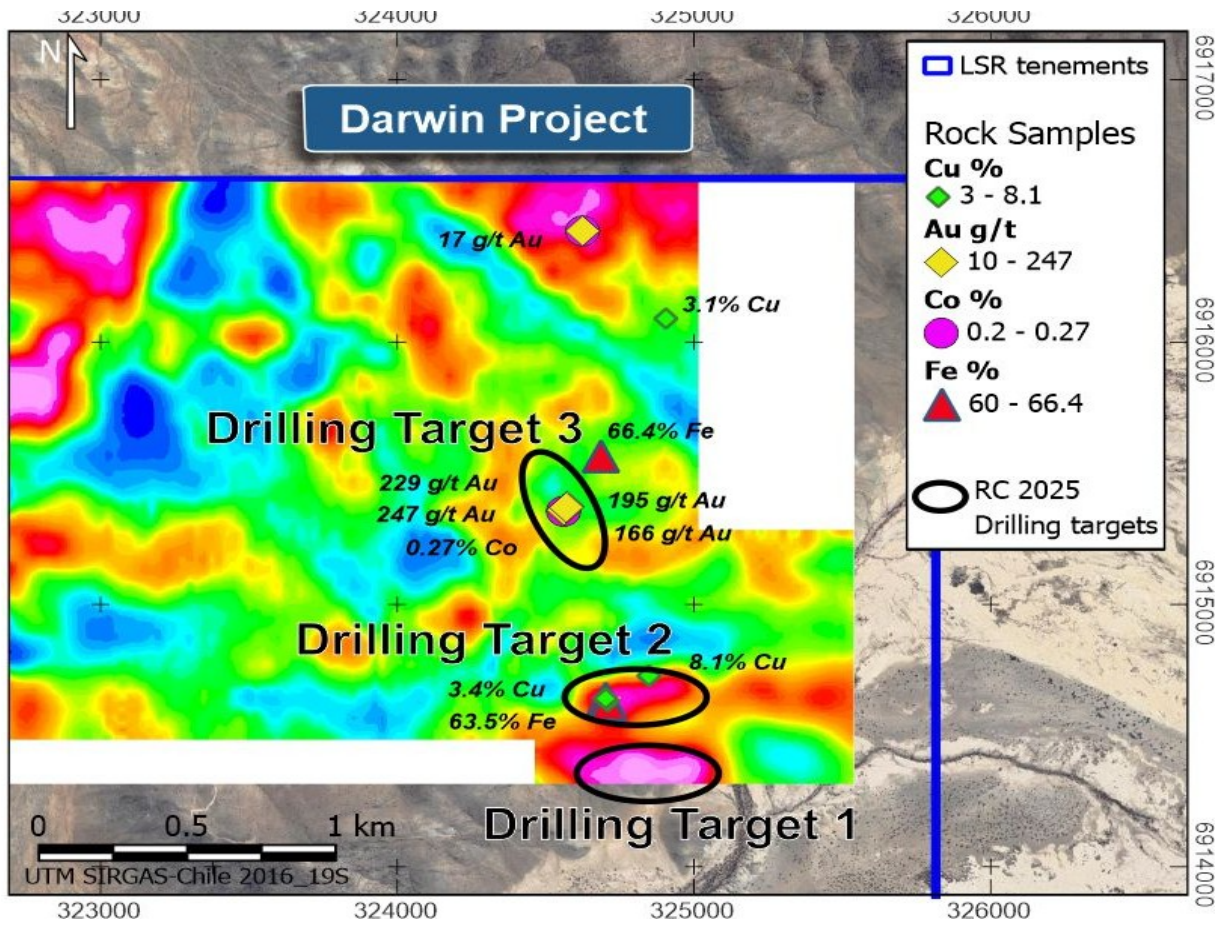 323000 324000 325000 326000
N
Darwin Project
LSR tenements
Rock Samples
Cu %
3 - 8.1
Au g/t
10 - 247
Co %
0.2 - 0.27
Fe %
60 - 66.4
RC 2025
Drilling targets
6917000
6916000
6915000
6914000
17 g/t Au
3.1% Cu
Drilling Target 3
66.4% Fe
229 g/t Au
195 g/t Au
247 g/t Au
166 g/t Au
0.27% Co
Drilling Target 2
8.1% Cu
3.4% Cu
63.5% Fe
Drilling Target 1
0 0.5 1 km
UTM SIRGAS-Chile 2016_19S
323000 324000 325000 326000